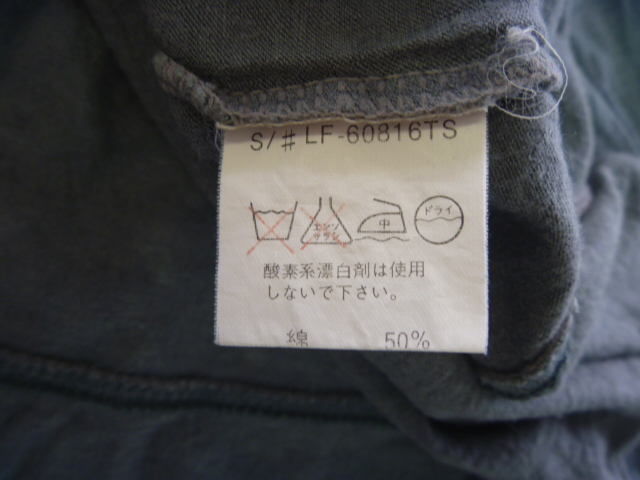 S/# LF-60816TS
エンソ
サラシ
中
ドライ
酸素系漂白剤は使用
しないで下さい。
綿 50%